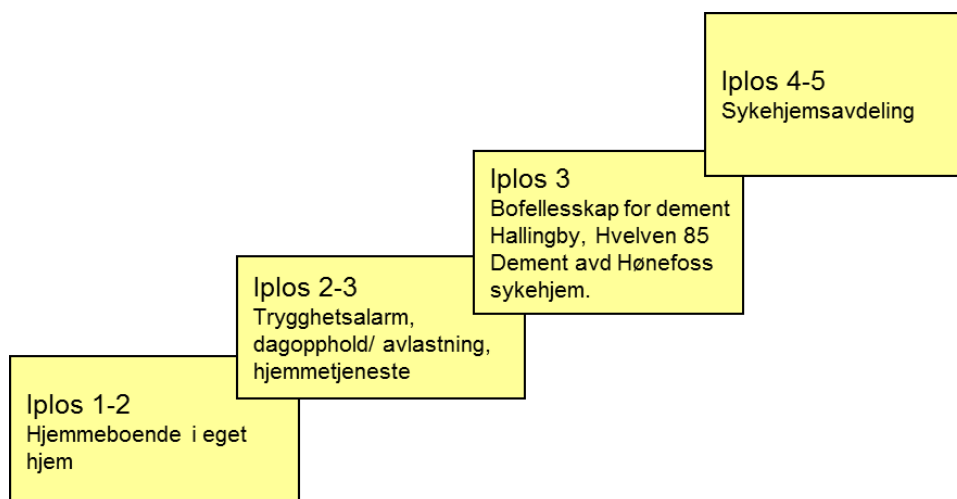 Iplos 4-5
Sykehjemsavdeling
Iplos 3
Bofellesskap for dement
Hallingby, Hvelven 85
Dement avd Hønefoss
sykehjem.
Iplos 2-3
Trygghetsalarm,
dagopphold/ avlastning,
hjemmetjeneste
Iplos 1-2
Hjemmeboende i eget
hjem